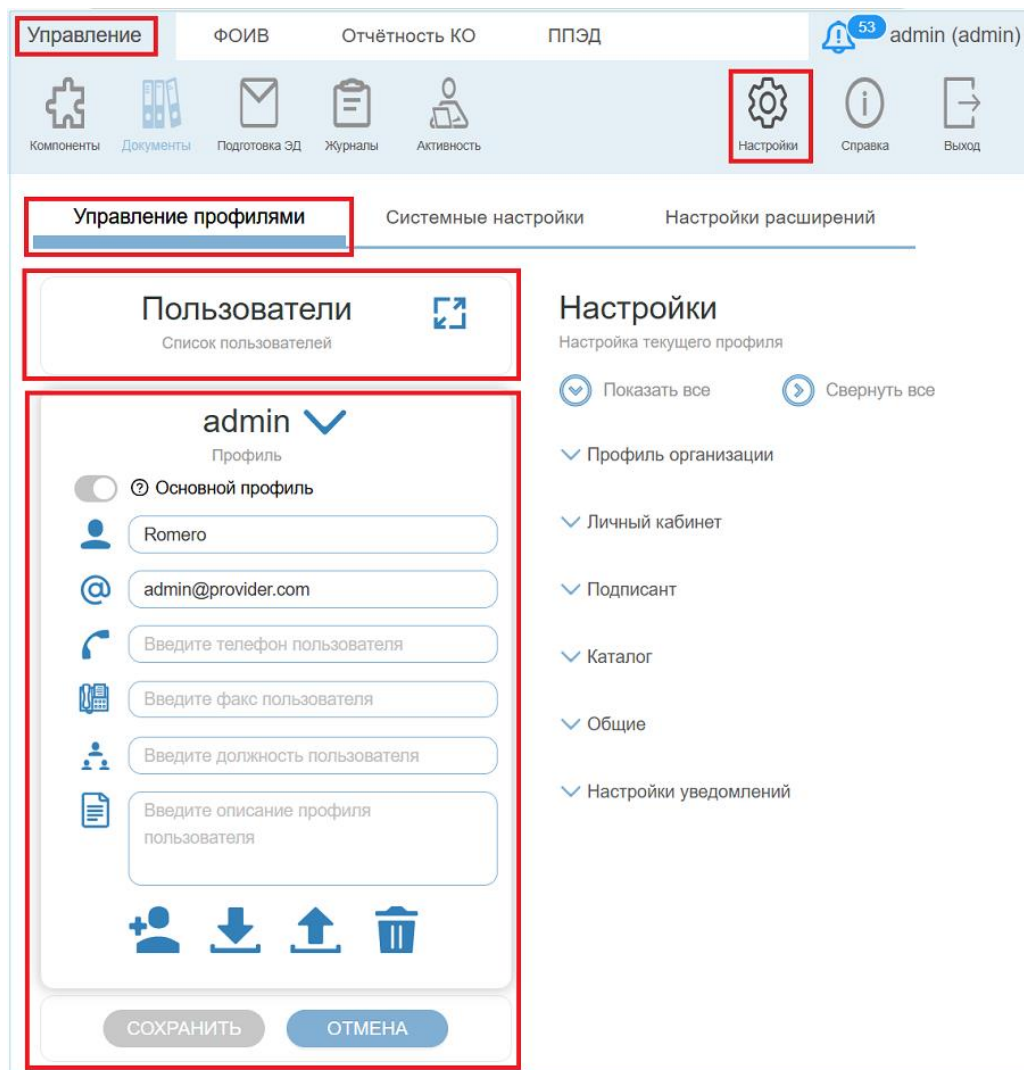 Управление ФОИВ Отчётность КО ППЭД 53 admin (admin)
Компоненты Документы Подготовка ЭД Журналы Активность Настройки Справка Выход
Управление профилями Системные настройки Настройки расширений
Пользователи
Список пользователей
admin
Профиль
Основной профиль
Romero
admin@provider.com
Введите телефон пользователя
Введите факс пользователя
Введите должность пользователя
Введите описание профиля
пользователя
СОХРАНИТЬ ОТМЕНА
Настройки
Настройка текущего профиля
Показать все Свернуть все
Профиль организации
Личный кабинет
Подписант
Каталог
Общие
Настройки уведомлений